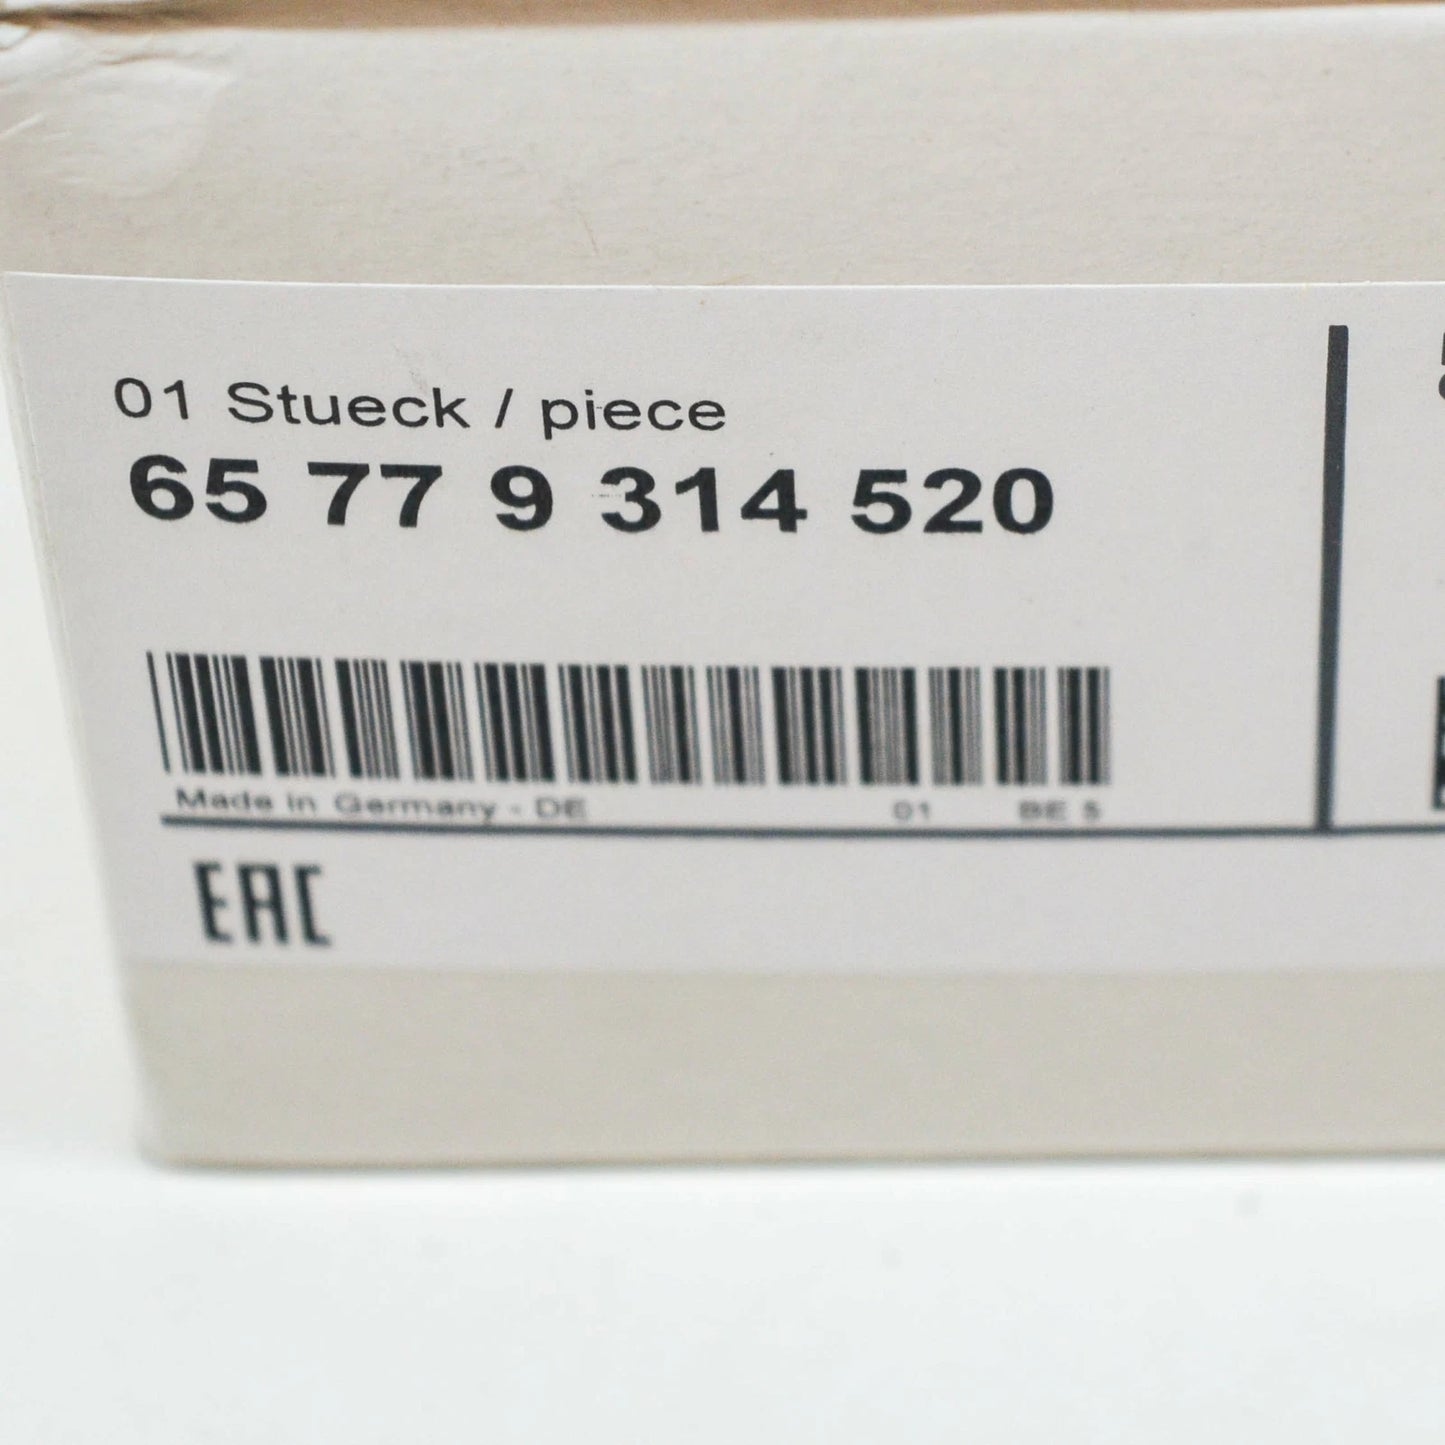 01 Stueck / piece
65 77 9 314 520
Made in Germany - DE 01 BE 5
EAC